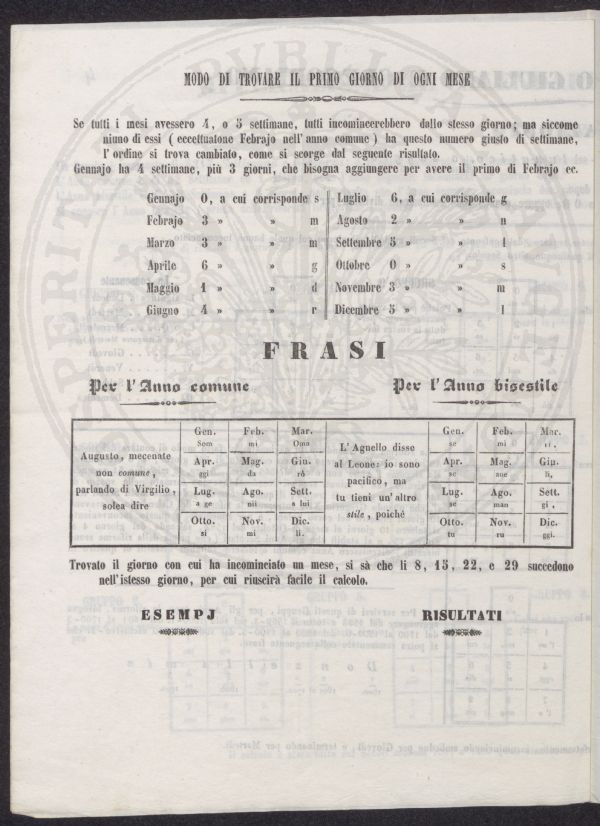 MODO DI TROVARE IL PRIMO GIORNO DI OGNI MESE
Se tutti i mesi avessero 4, o 5 settimane, tutti incomincerebbero dallo stesso giorno; ma siccome
niuno di essi (eccettuatone Febrajo nell'anno comune) ha questo numero giusto di settimane,
l'ordine si trova cambiato, come si scorge dal seguente risultato.
Gennajo ha 4 settimane, più 3 giorni, che bisogna aggiungere per avere il primo di Febrajo ec.
Gennajo 0, a cui corrisponde s
Febrajo 3 » » m
Marzo 3 » » m
Aprile 6 » » g
Maggio 1 » » d
Giugno 4 » » r
Luglio 6, a cui corrisponde g
Agosto 2 » » n
Settembre 5 » » l
Ottobre 0 » » s
Novembre 3 » » m
Dicembre 5 » » l
FRASI
Per l'Anno comune
Per l'Anno bisestile
Augusto, mecenate
non comune,
parlando di Virgilio,
solea dire
Gen. Feb. Mar.
Som mi Omo
Apr. Mag. Giu.
ggi da rò
Lug. Ago. Sett.
a ge nii a lui
Otto. Nov. Dic.
si mi li.
L'Agnello disse
al Leone: io sono
pacifico, ma
tu tieni un'altro
stile, poichè
Gen. Feb. Mar.
se mi ri,
Apr. Mag. Giu.
se nne li,
Lug. Ago. Sett.
se man gi,
Otto. Nov. Dic.
tu ru ggi.
Trovato il giorno con cui ha incominciato un mese, si sà che li 8, 15, 22, e 29 succedono
nell'istesso giorno, per cui riuscirà facile il calcolo.
ESEMPJ
RISULTATI